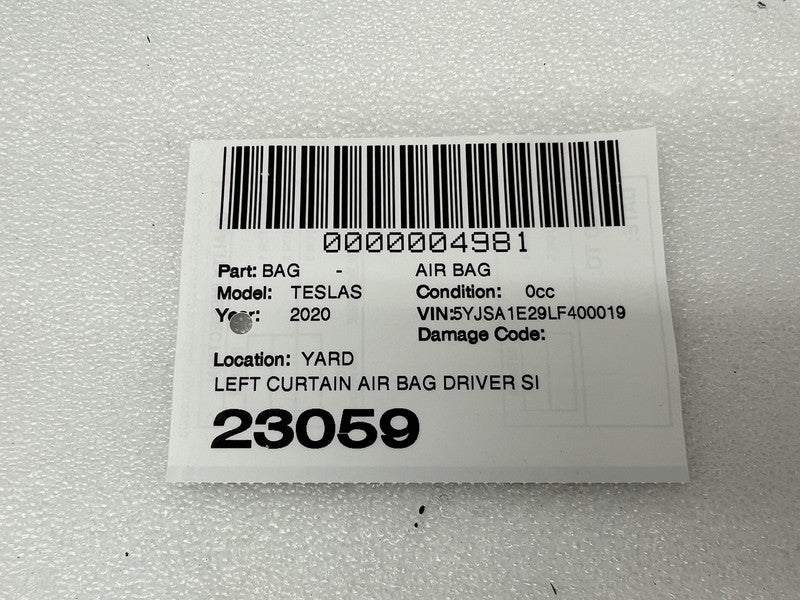 0000004981
Part: BAG - AIR BAG
Model: TESLAS Condition: 0cc
Year: 2020 VIN:5YJSA1E29LF400019
Damage Code:
Location: YARD
LEFT CURTAIN AIR BAG DRIVER SI
23059